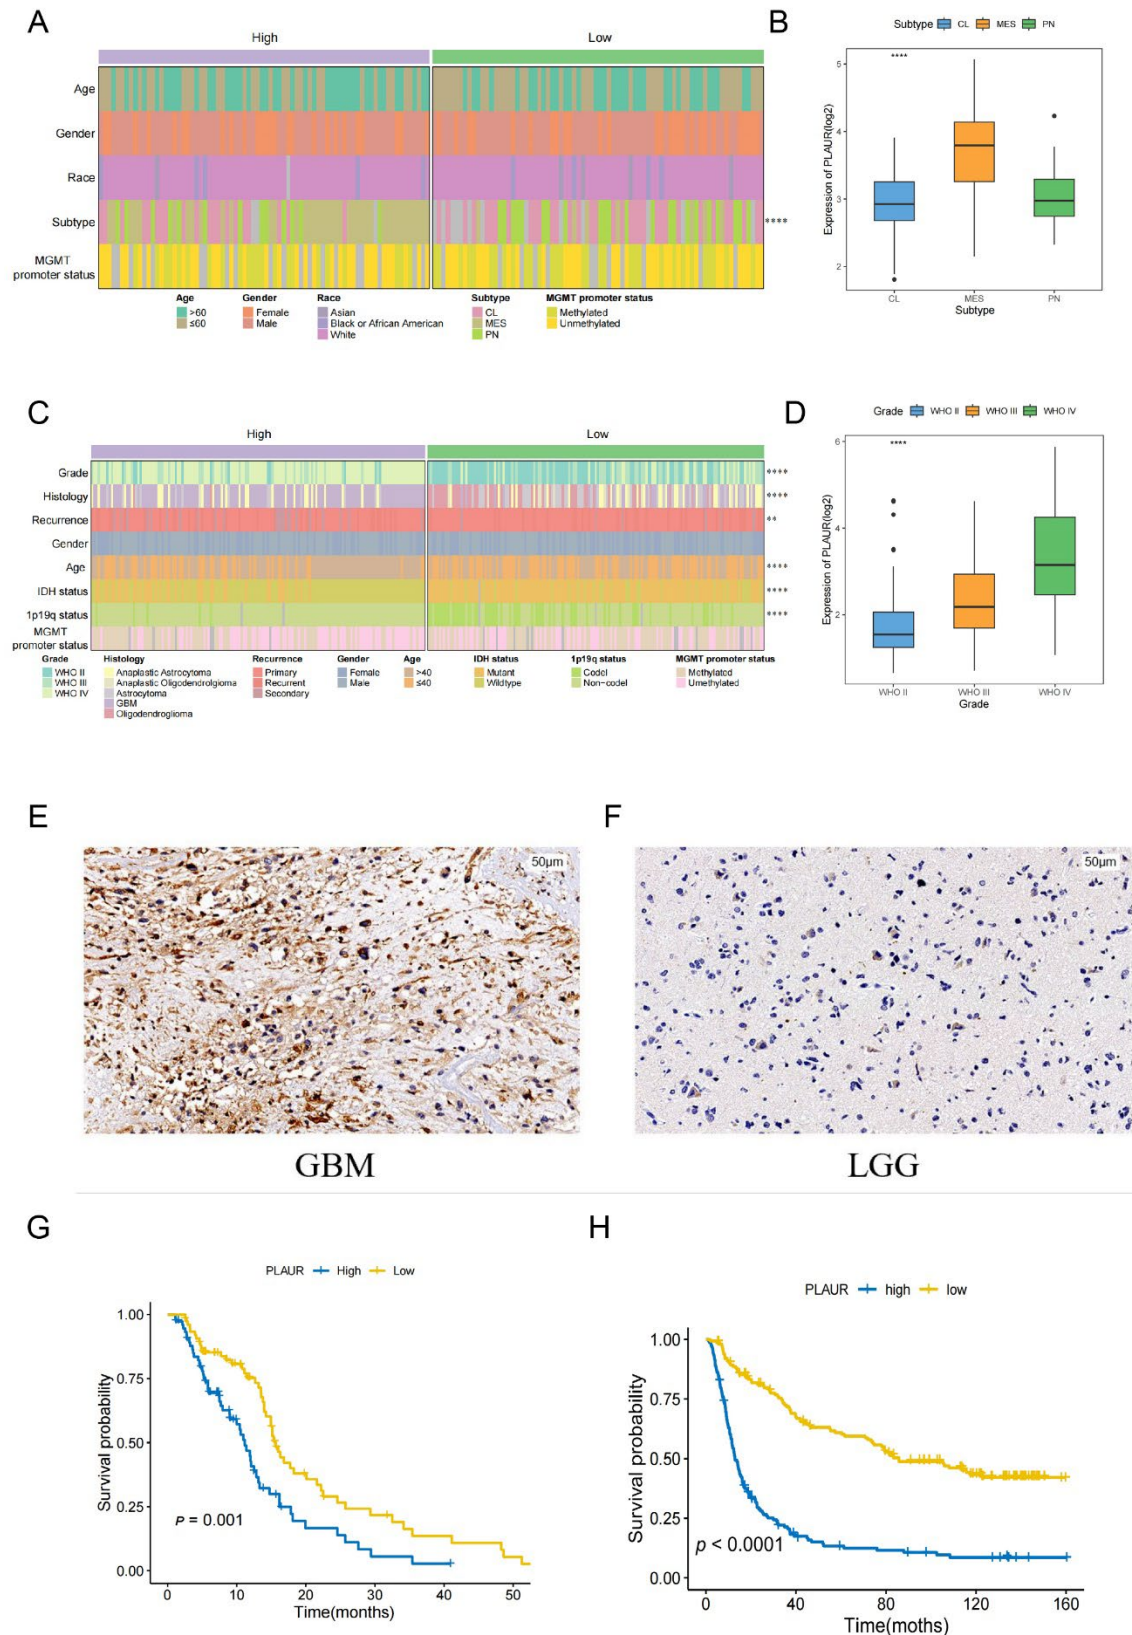 A
High
Low
Age
Gender
Race
Subtype
MGMT
promoter status
****
Age
>60
≤60
Gender
Female
Male
Race
Asian
Black or African American
White
Subtype
CL
MES
PN
MGMT promoter status
Methylated
Unmethylated
B
Subtype CL MES PN
****
Expression of PLAUR(log2)
5
4
3
2
CL MES PN
Subtype
C
High
Low
Grade ****
Histology ****
Recurrence **
Gender
Age ****
IDH status ****
1p19q status ****
MGMT
promoter status
Grade
WHO II
WHO III
WHO IV
Histology
Anaplastic Astrocytoma
Anaplastic Oligodendrolgioma
Astrocytoma
GBM
Oligodendroglioma
Recurrence
Primary
Recurrent
Secondary
Gender
Female
Male
Age
>40
≤40
IDH status
Mutant
Wildtype
1p19q status
Codel
Non-codel
MGMT promoter status
Methylated
Umethylated
D
Grade WHO II WHO III WHO IV
****
Expression of PLAUR(log2)
6
4
2
WHO II WHO III WHO IV
Grade
E
50μm
GBM
F
50μm
LGG
G
PLAUR High Low
Survival probability
1.00
0.75
0.50
0.25
0.00
P = 0.001
0 10 20 30 40 50
Time(months)
H
PLAUR high low
Survival probability
1.00
0.75
0.50
0.25
0.00
p < 0.0001
0 40 80 120 160
Time(moths)